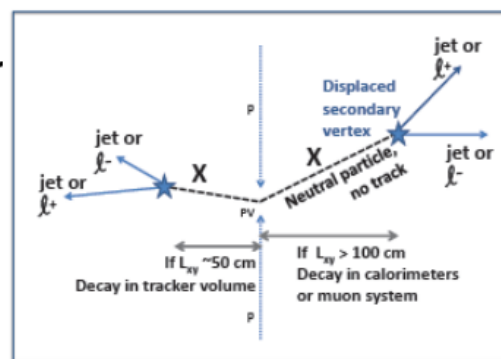 jet or
ℓ+
P
Displaced
secondary
vertex
jet or
ℓ-
X
X
jet or
ℓ-
jet or
ℓ+
Neutral particle,
no track
PV
If Lxy ~50 cm
Decay in tracker volume
If Lxy > 100 cm
Decay in calorimeters
or muon system
P